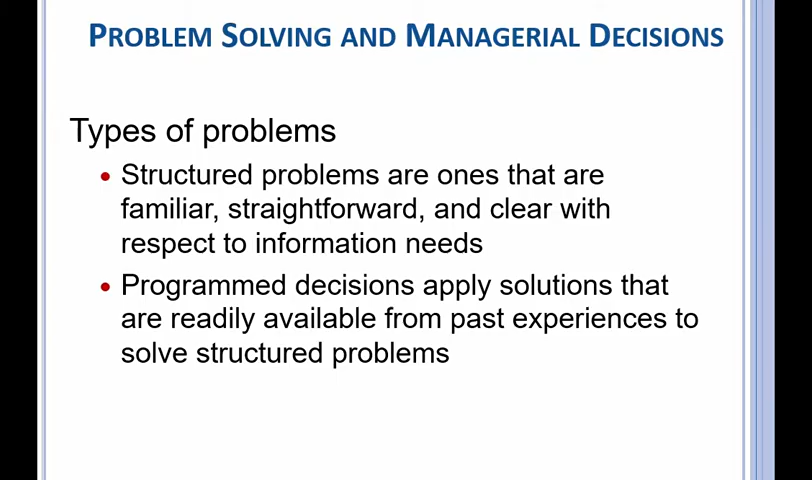 PROBLEM SOLVING AND MANAGERIAL DECISIONS
Types of problems
• Structured problems are ones that are
familiar, straightforward, and clear with
respect to information needs
• Programmed decisions apply solutions that
are readily available from past experiences to
solve structured problems